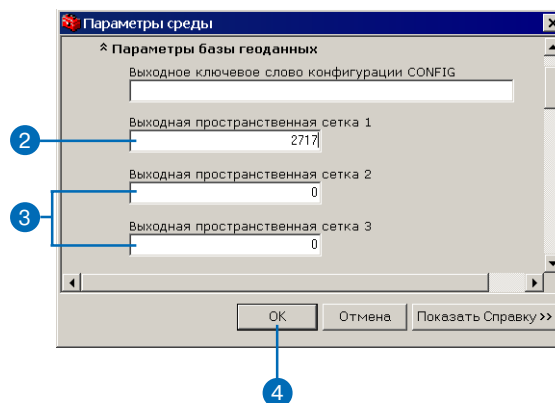 Параметры среды
Параметры базы геоданных
Выходное ключевое слово конфигурации CONFIG
Выходная пространственная сетка 1
2
2717
Выходная пространственная сетка 2
3
0
Выходная пространственная сетка 3
0
OK
Отмена
Показать Справку >>
4